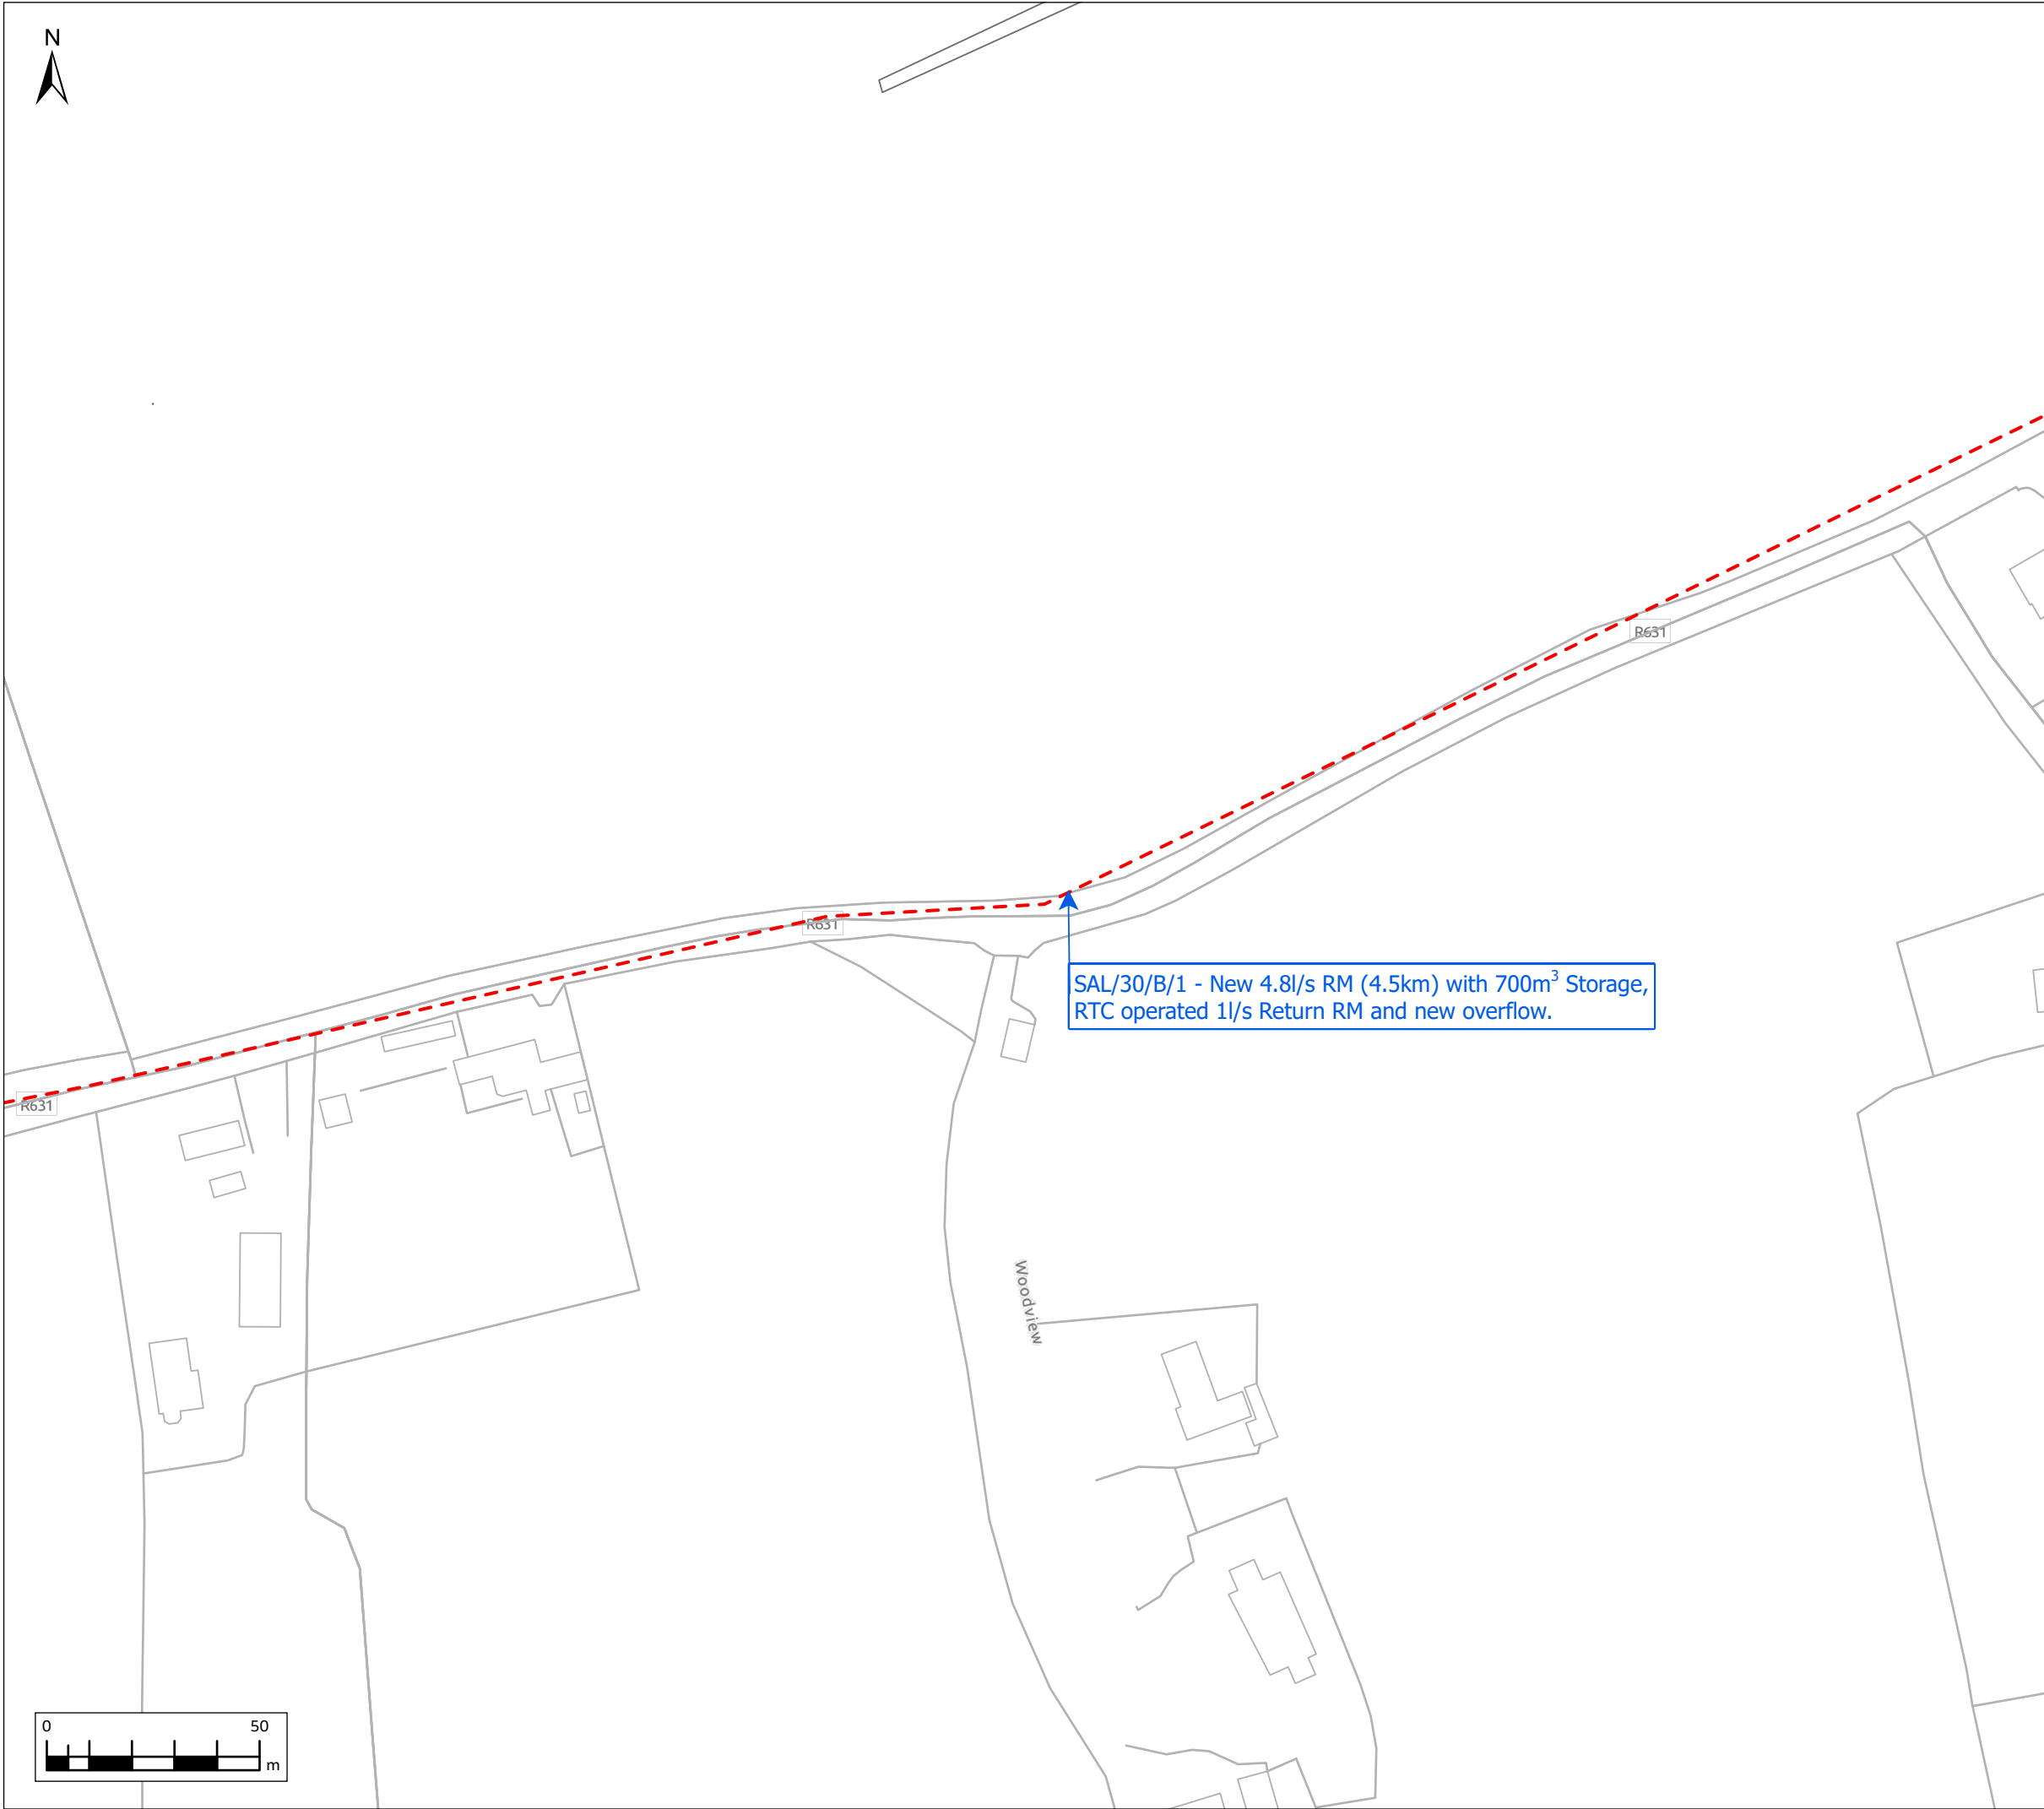 N
R631
R631
SAL/30/B/1 - New 4.8l/s RM (4.5km) with 700m³ Storage,
RTC operated 1l/s Return RM and new overflow.
R631
Woodview
0 50
m